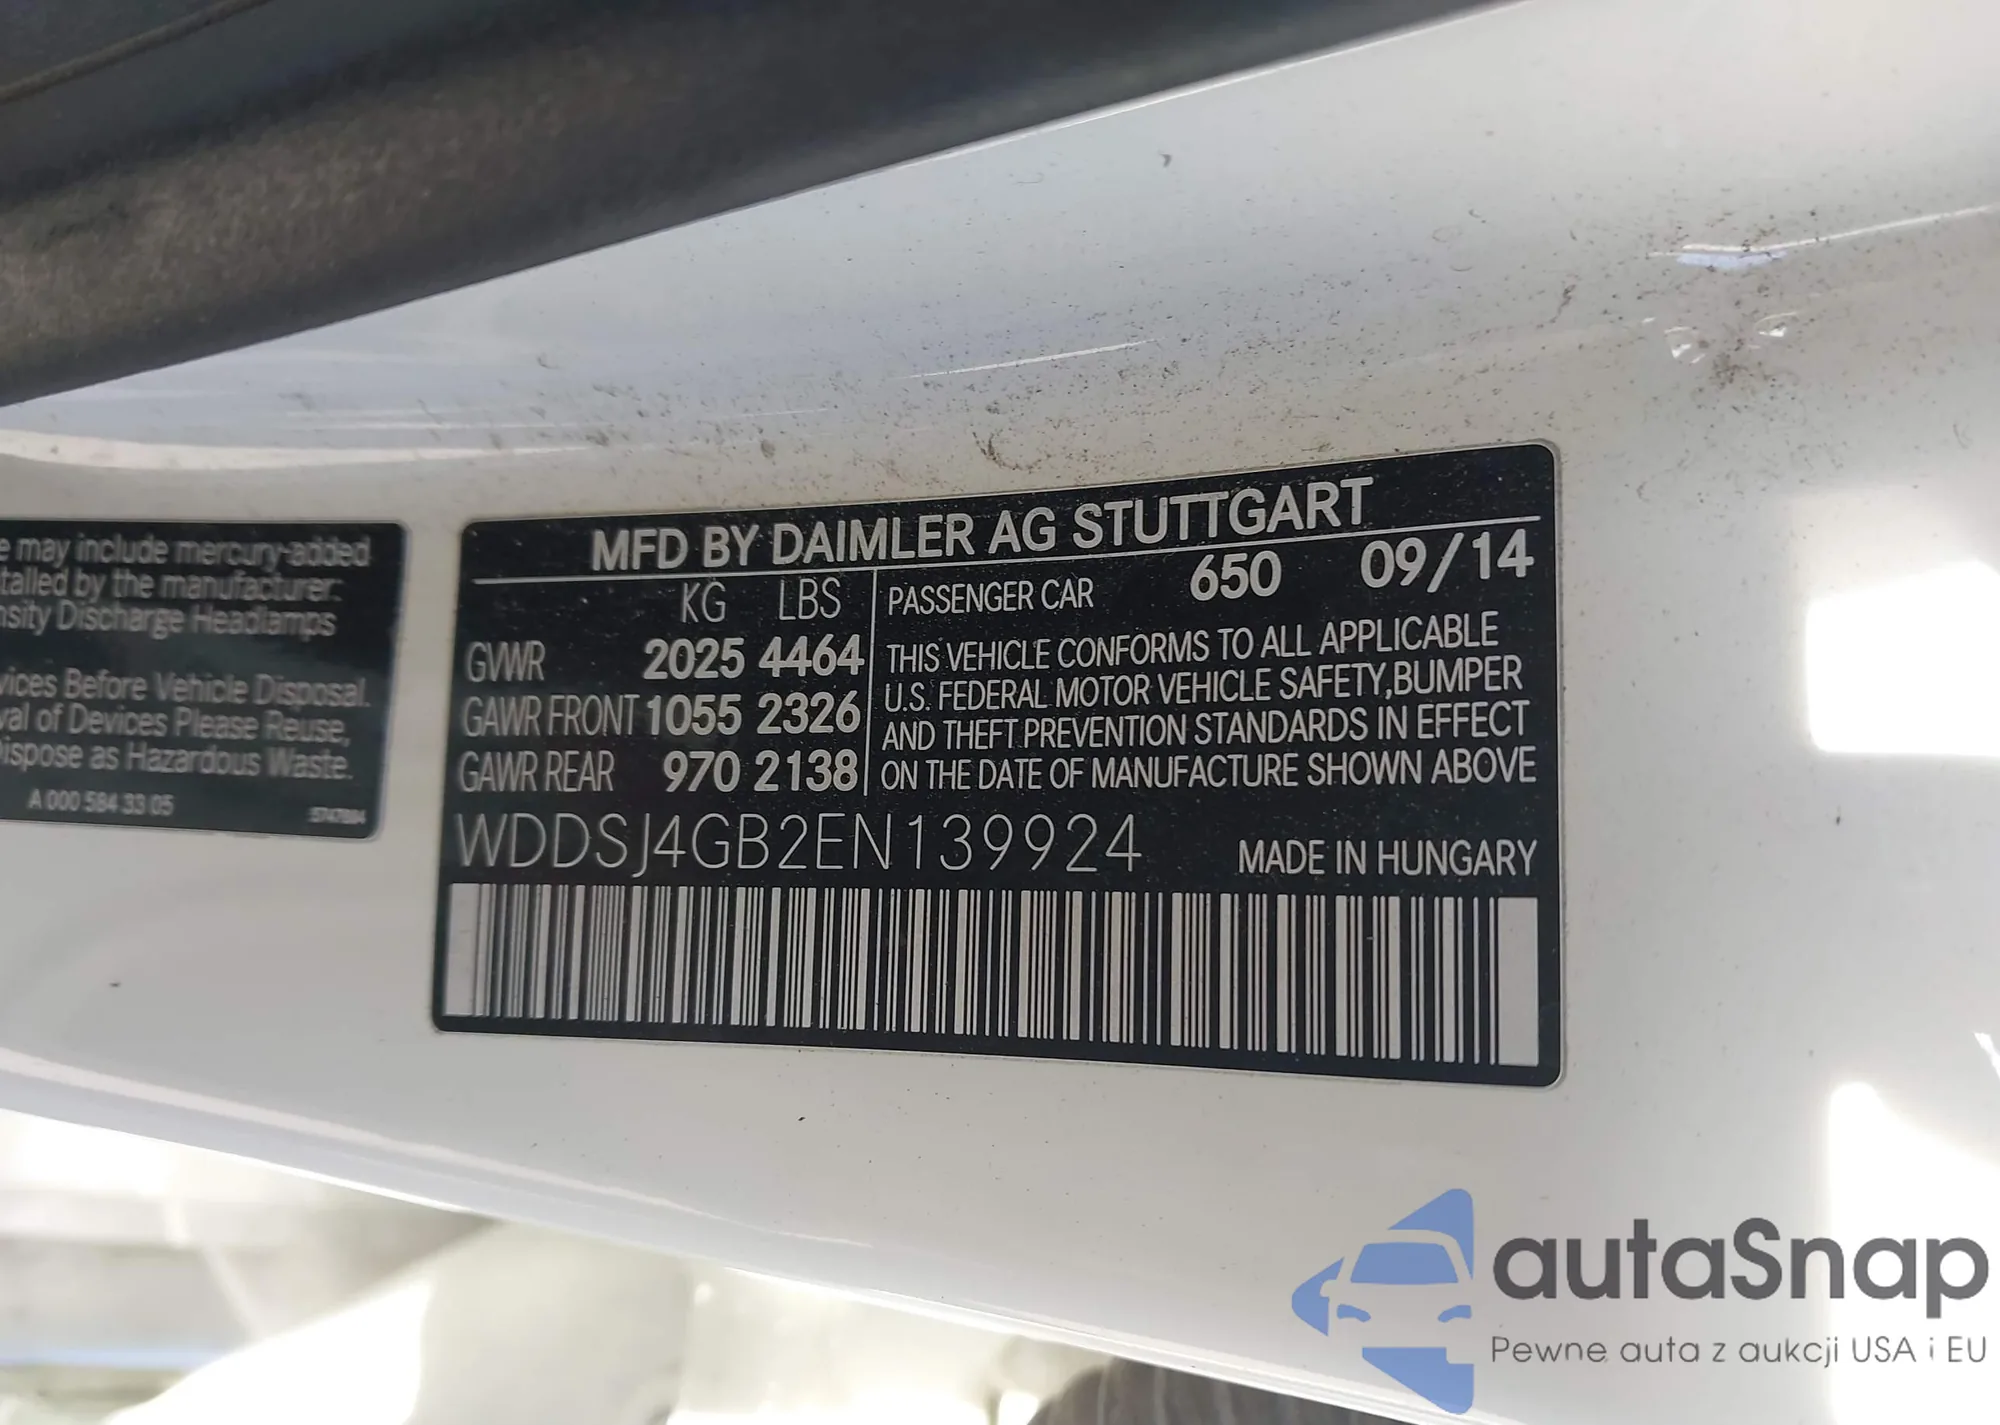 e may include mercury-added
talled by the manufacturer:
nsity Discharge Headlamps
vices Before Vehicle Disposal.
val of Devices Please Reuse,
ispose as Hazardous Waste.
A 000 584 33 05
MFD BY DAIMLER AG STUTTGART
KG LBS
GVWR 2025 4464
GAWR FRONT 1055 2326
GAWR REAR 970 2138
PASSENGER CAR 650 09/14
THIS VEHICLE CONFORMS TO ALL APPLICABLE
U.S. FEDERAL MOTOR VEHICLE SAFETY,BUMPER
AND THEFT PREVENTION STANDARDS IN EFFECT
ON THE DATE OF MANUFACTURE SHOWN ABOVE
WDDSJ4GB2EN139924 MADE IN HUNGARY
autaSnap
Pewne auta z aukcji USA i EU